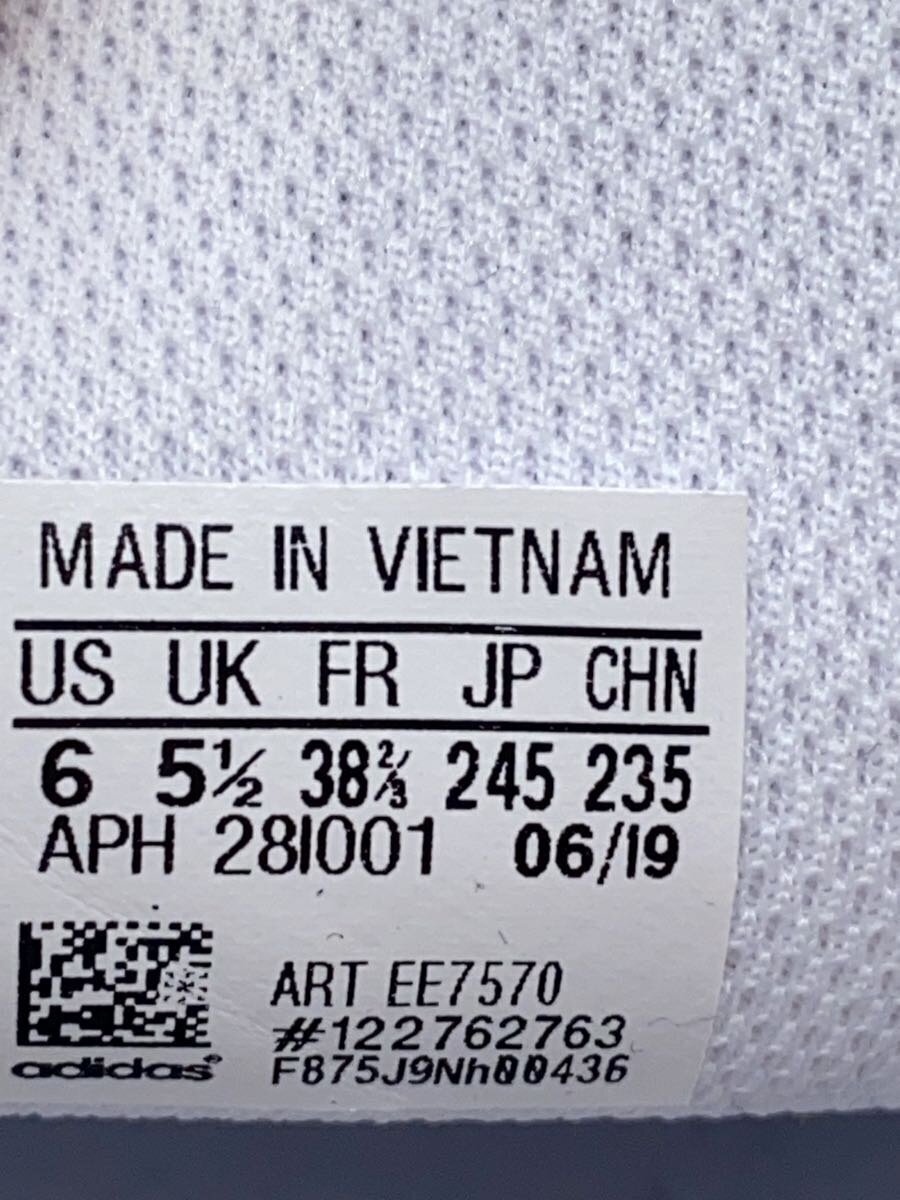 MADE IN VIETNAM
US UK FR JP CHN
6 5½ 38⅔ 245 235
APH 28I001 06/19
ART EE7570
#122762763
adidas® F875J9Nh00436